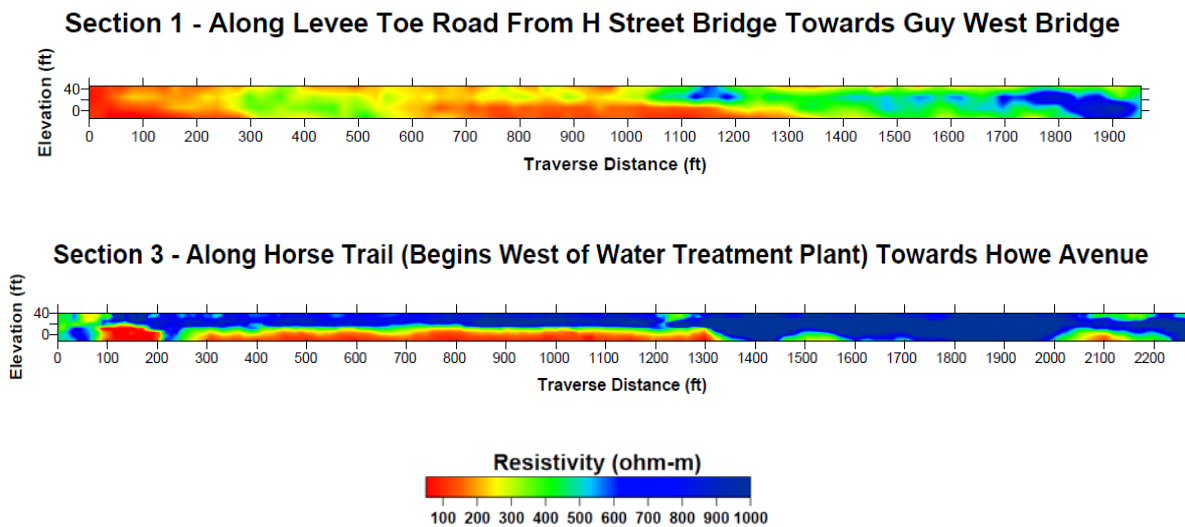 Section 1 - Along Levee Toe Road From H Street Bridge Towards Guy West Bridge
Elevation (ft)
40
0
0 100 200 300 400 500 600 700 800 900 1000 1100 1200 1300 1400 1500 1600 1700 1800 1900
Traverse Distance (ft)
Section 3 - Along Horse Trail (Begins West of Water Treatment Plant) Towards Howe Avenue
Elevation (ft)
40
0
0 100 200 300 400 500 600 700 800 900 1000 1100 1200 1300 1400 1500 1600 1700 1800 1900 2000 2100 2200
Traverse Distance (ft)
Resistivity (ohm-m)
100 200 300 400 500 600 700 800 900 1000